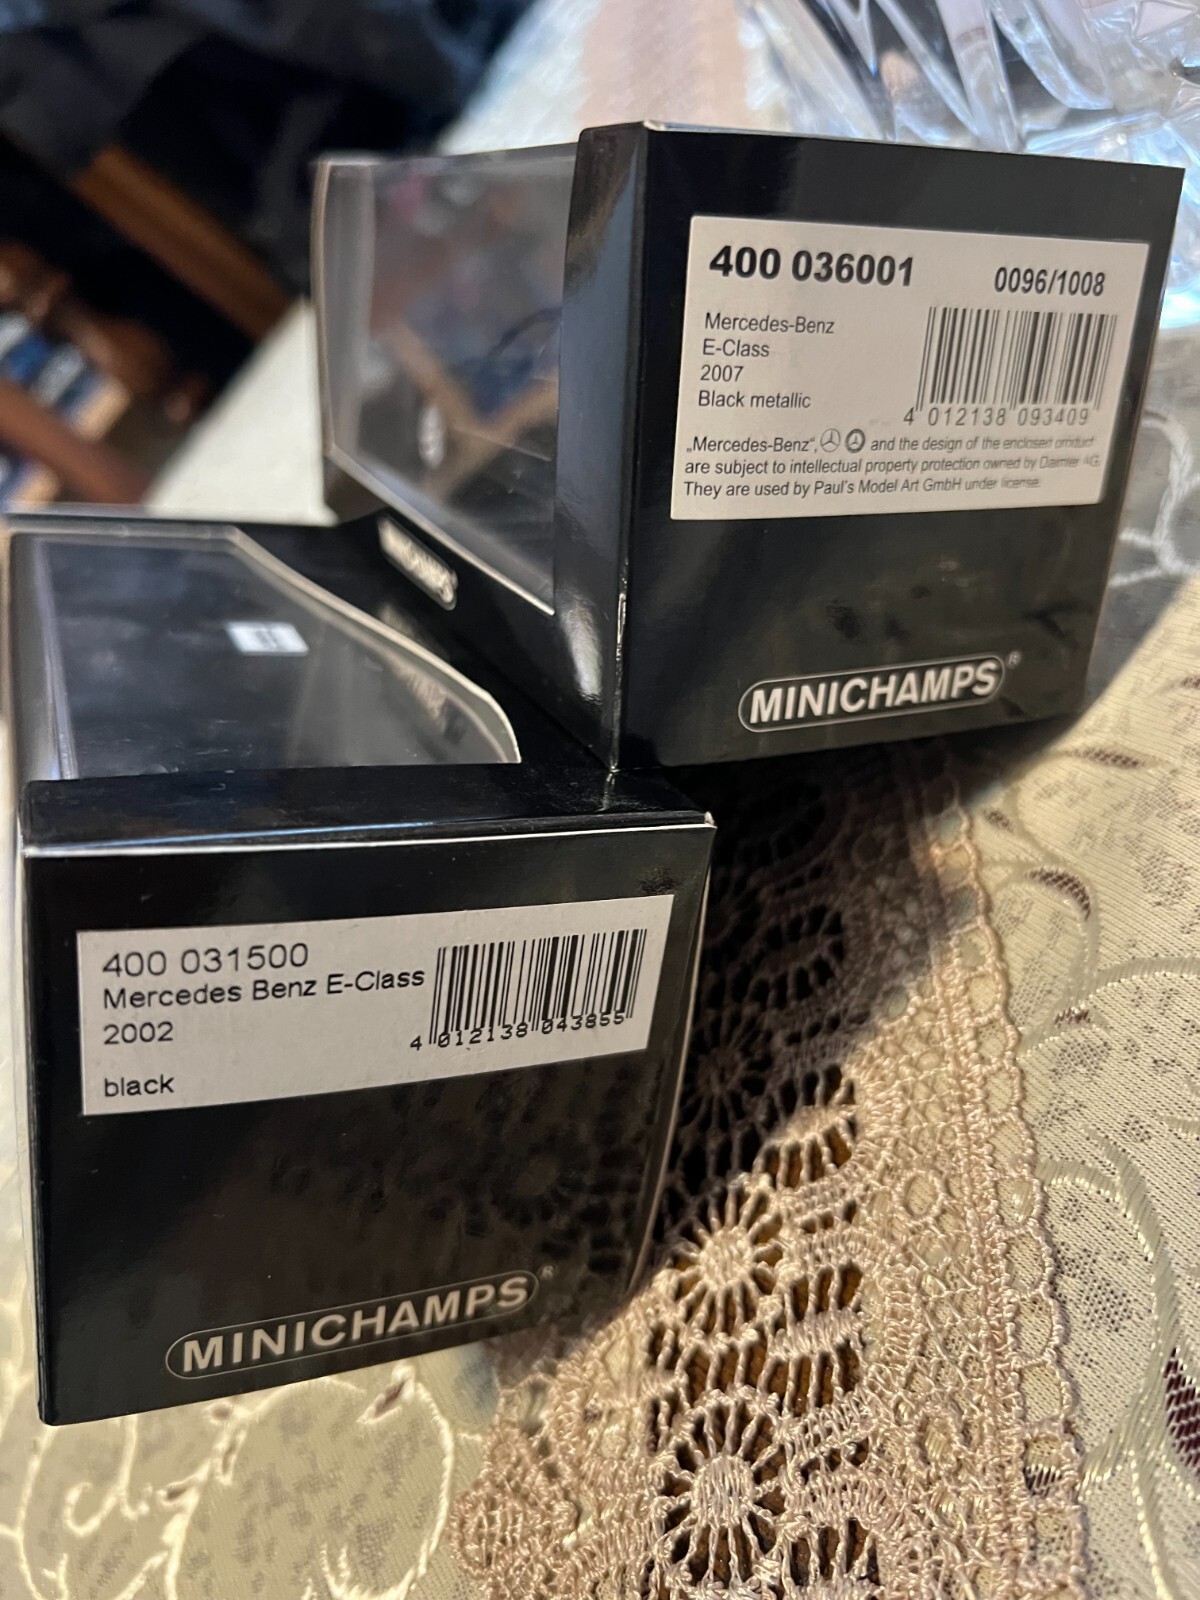 400 036001 0096/1008
Mercedes-Benz
E-Class
2007
Black metallic
4 012138 093409
„Mercedes-Benz“, and the design of the enclosed product
are subject to intellectual property protection owned by Daimler AG
They are used by Paul's Model Art GmbH under license.
MINICHAMPS®
400 031500
Mercedes Benz E-Class
2002
black
4 012138 043855
MINICHAMPS®